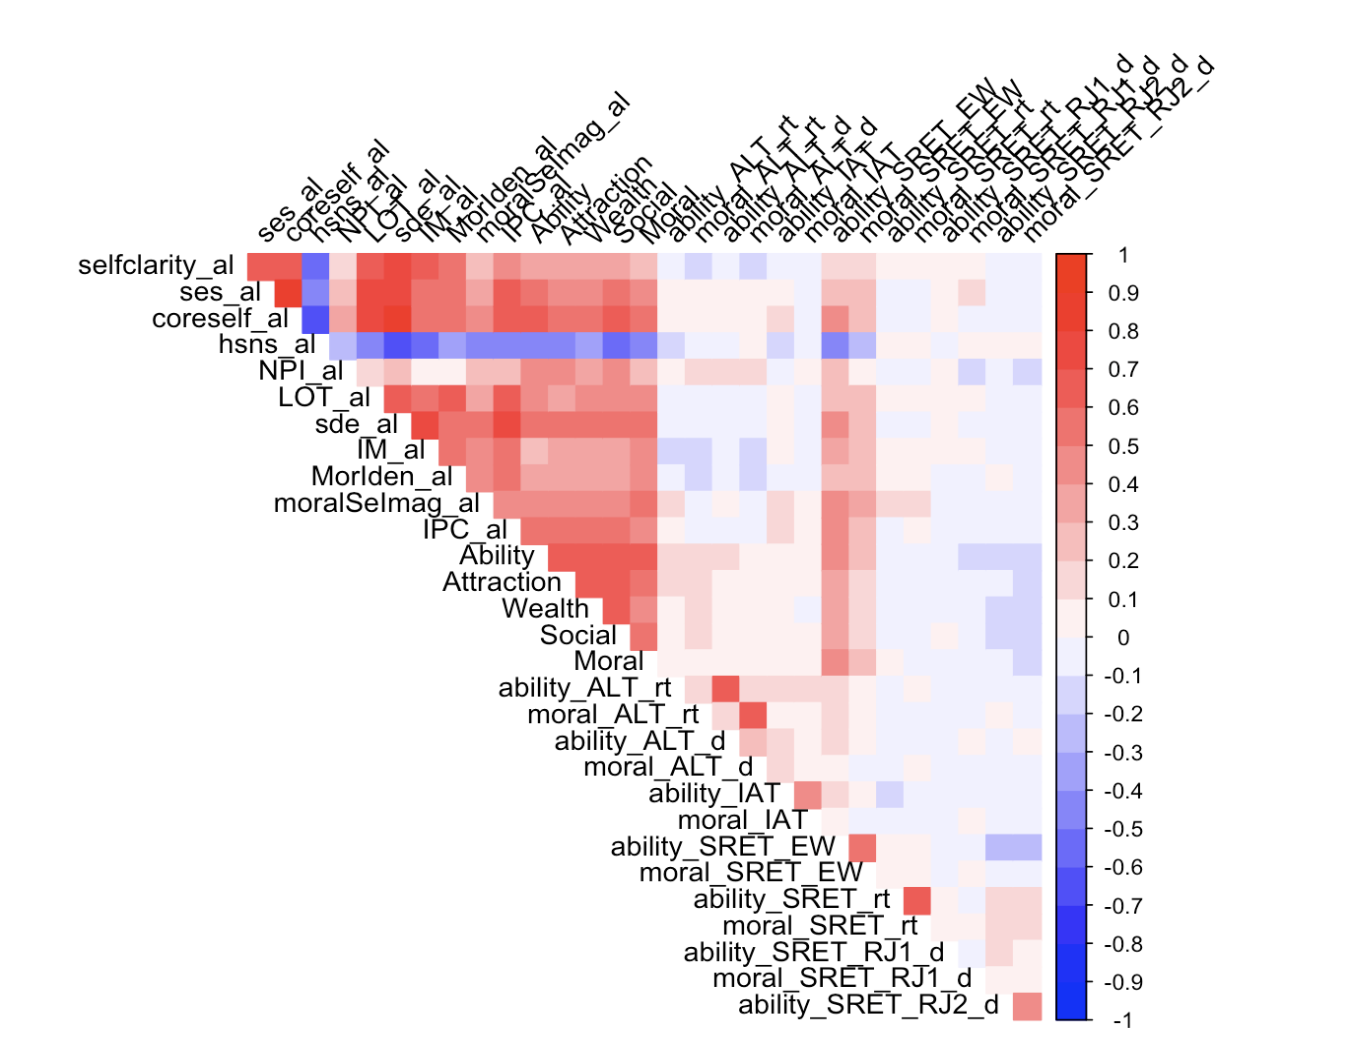 ses_al
coreself_al
hsns_al
NPI_al
LOT_al
sde_al
IM_al
MorIden_al
moralSeImag_al
IPC_al
Ability
Attraction
Wealth
Social
Moral
ability_ALT_rt
moral_ALT_rt
ability_ALT_d
moral_ALT_d
ability_IAT
moral_IAT
ability_SRET_EW
moral_SRET_EW
ability_SRET_rt
moral_SRET_rt
ability_SRET_RJ1_d
moral_SRET_RJ1_d
ability_SRET_RJ2_d
moral_SRET_RJ2_d
selfclarity_al
ses_al
coreself_al
hsns_al
NPI_al
LOT_al
sde_al
IM_al
MorIden_al
moralSeImag_al
IPC_al
Ability
Attraction
Wealth
Social
Moral
ability_ALT_rt
moral_ALT_rt
ability_ALT_d
moral_ALT_d
ability_IAT
moral_IAT
ability_SRET_EW
moral_SRET_EW
ability_SRET_rt
moral_SRET_rt
ability_SRET_RJ1_d
moral_SRET_RJ1_d
ability_SRET_RJ2_d
1
0.9
0.8
0.7
0.6
0.5
0.4
0.3
0.2
0.1
0
-0.1
-0.2
-0.3
-0.4
-0.5
-0.6
-0.7
-0.8
-0.9
-1